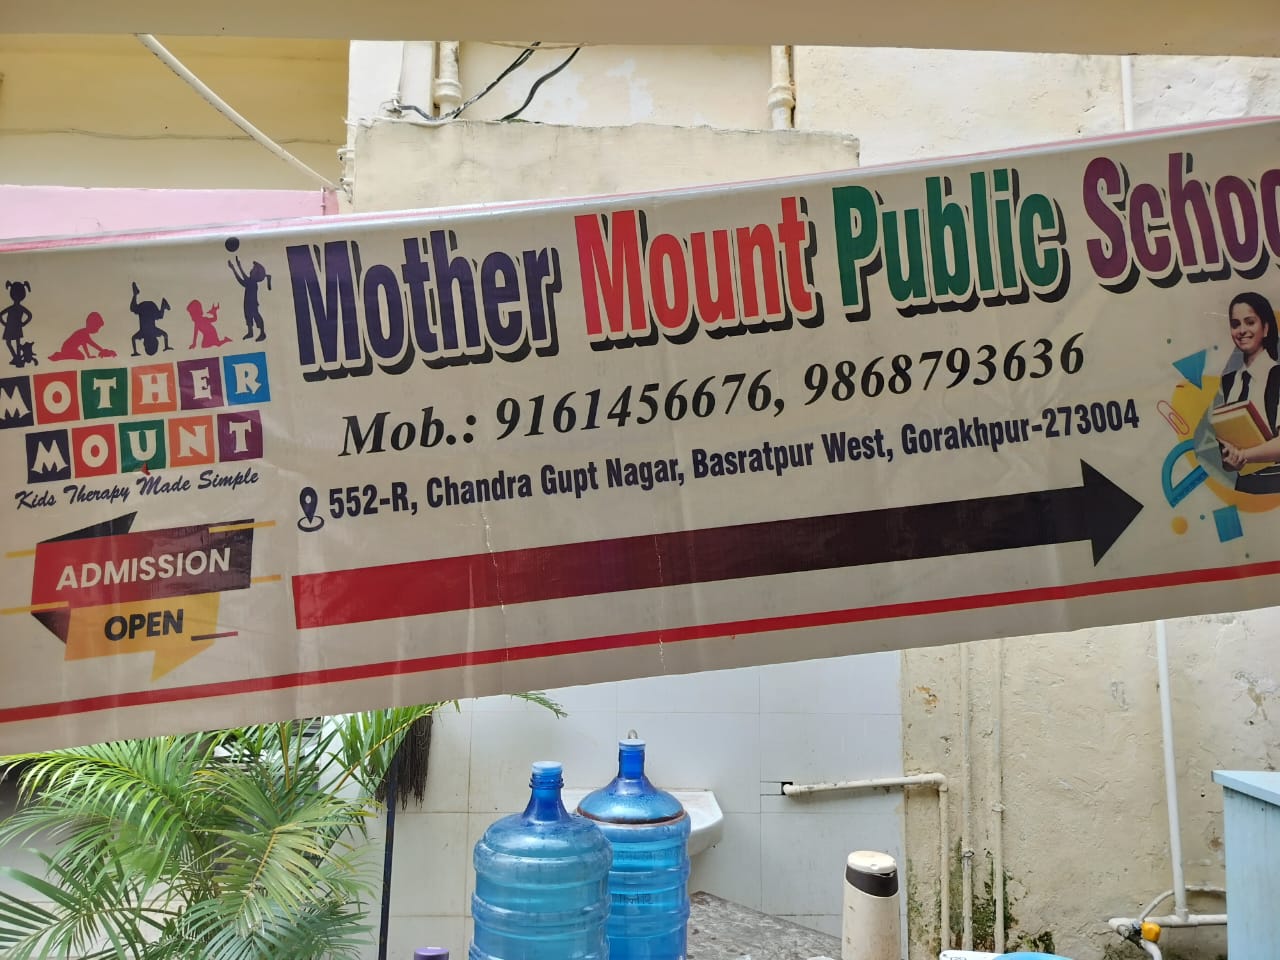 Mother Mount Public School
MOTHER
MOUNT
Kids Therapy Made Simple
Mob.: 9161456676, 9868793636
552-R, Chandra Gupt Nagar, Basratpur West, Gorakhpur-273004
ADMISSION
OPEN